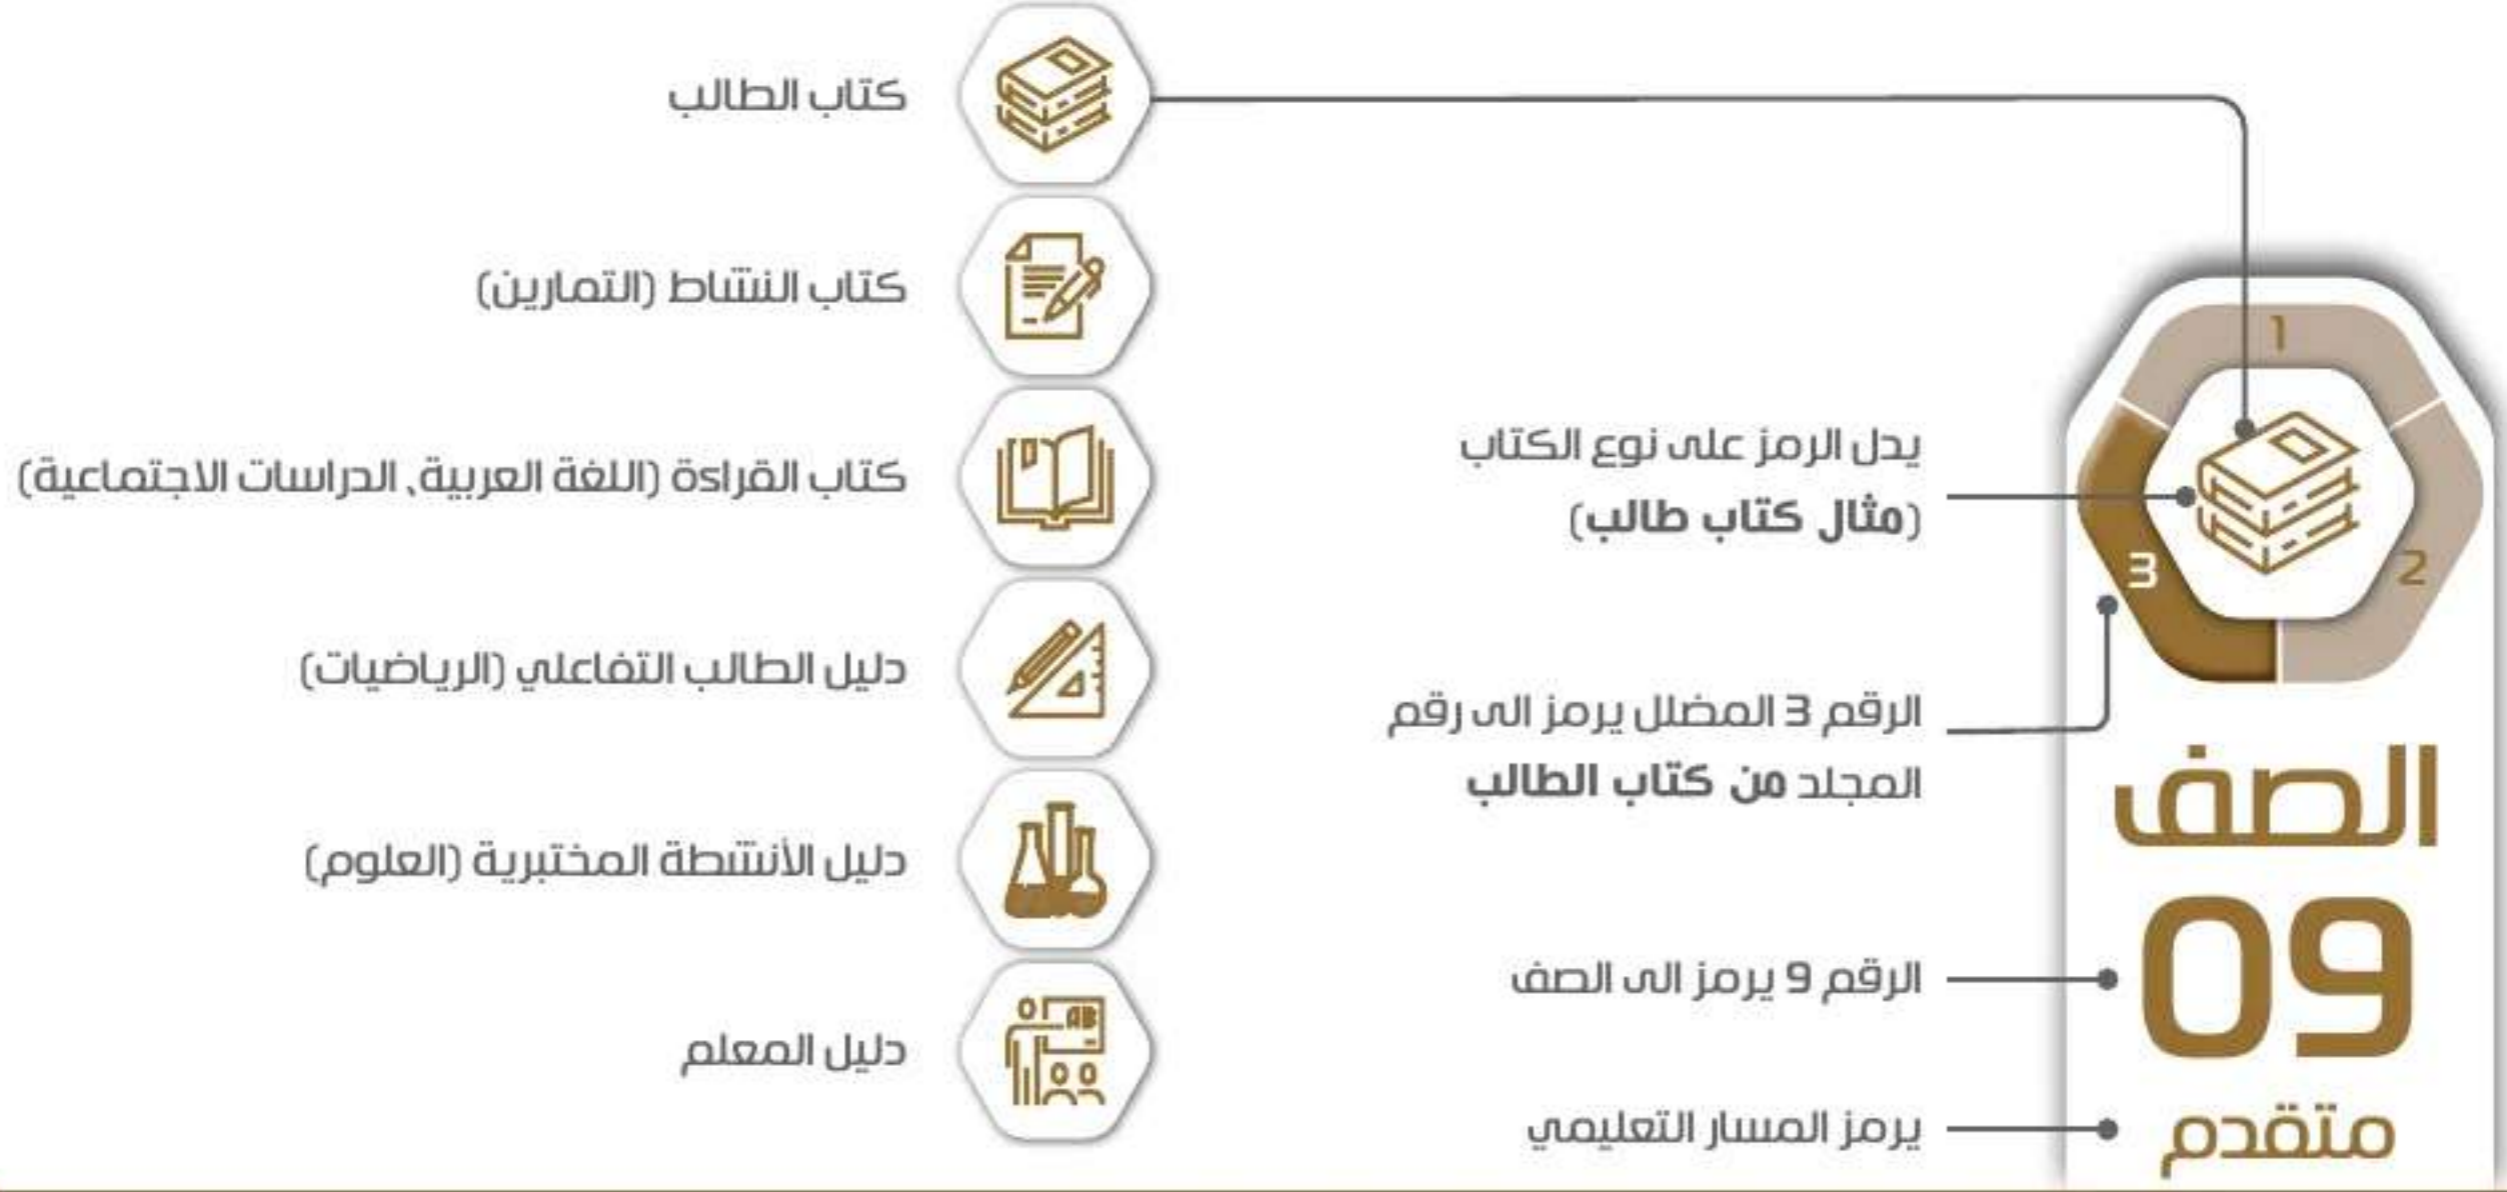 1
2
3
الصف
09
متقدم
يدل الرمز على نوع الكتاب
(مثال كتاب طالب)
الرقم 3 المضلل يرمز الى رقم
المجلد من كتاب الطالب
الرقم 9 يرمز الى الصف
يرمز المسار التعليمي
كتاب الطالب
كتاب النشاط (التمارين)
كتاب القراءة (اللغة العربية، الدراسات الاجتماعية)
دليل الطالب التفاعلي (الرياضيات)
دليل الأنشطة المختبرية (العلوم)
دليل المعلم
AB